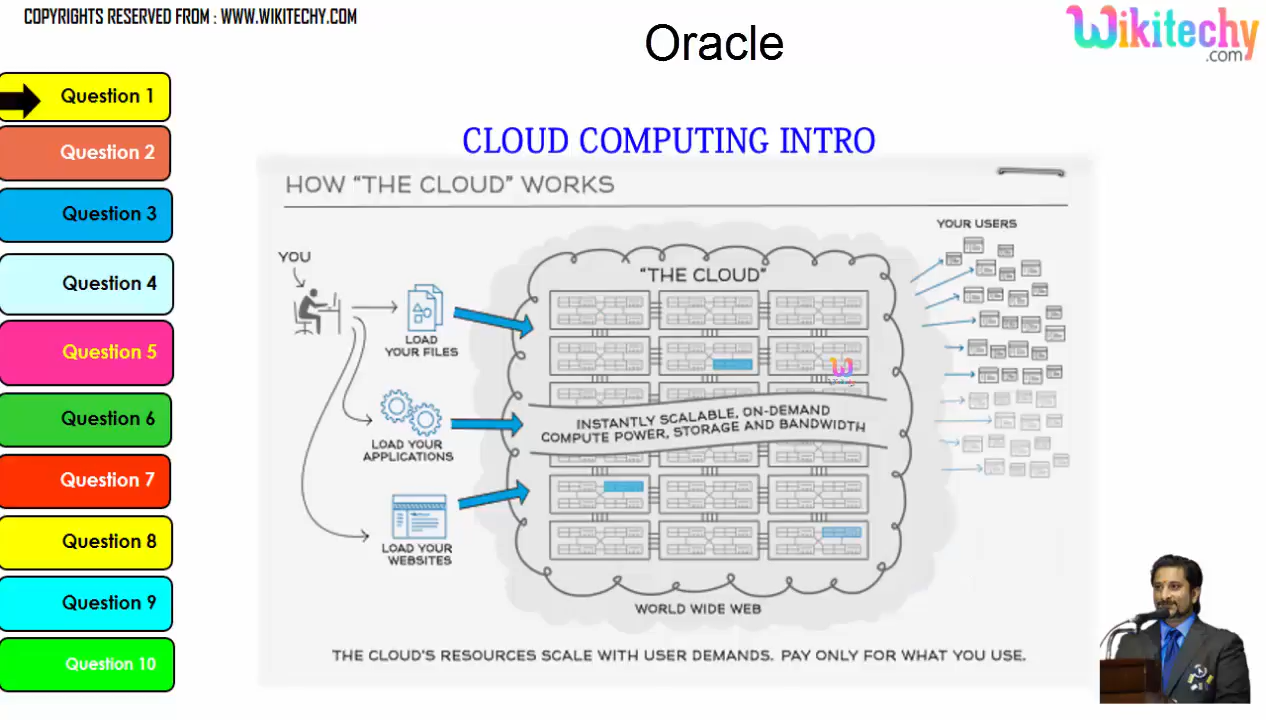 COPYRIGHTS RESERVED FROM : WWW.WIKITECHY.COM
Oracle
Wikitechy
.com
Question 1
Question 2
Question 3
Question 4
Question 5
Question 6
Question 7
Question 8
Question 9
Question 10
CLOUD COMPUTING INTRO
HOW “THE CLOUD” WORKS
YOU
LOAD
YOUR FILES
LOAD YOUR
APPLICATIONS
LOAD YOUR
WEBSITES
“THE CLOUD”
INSTANTLY SCALABLE, ON-DEMAND
COMPUTE POWER, STORAGE AND BANDWIDTH
WORLD WIDE WEB
YOUR USERS
THE CLOUD'S RESOURCES SCALE WITH USER DEMANDS. PAY ONLY FOR WHAT YOU USE.